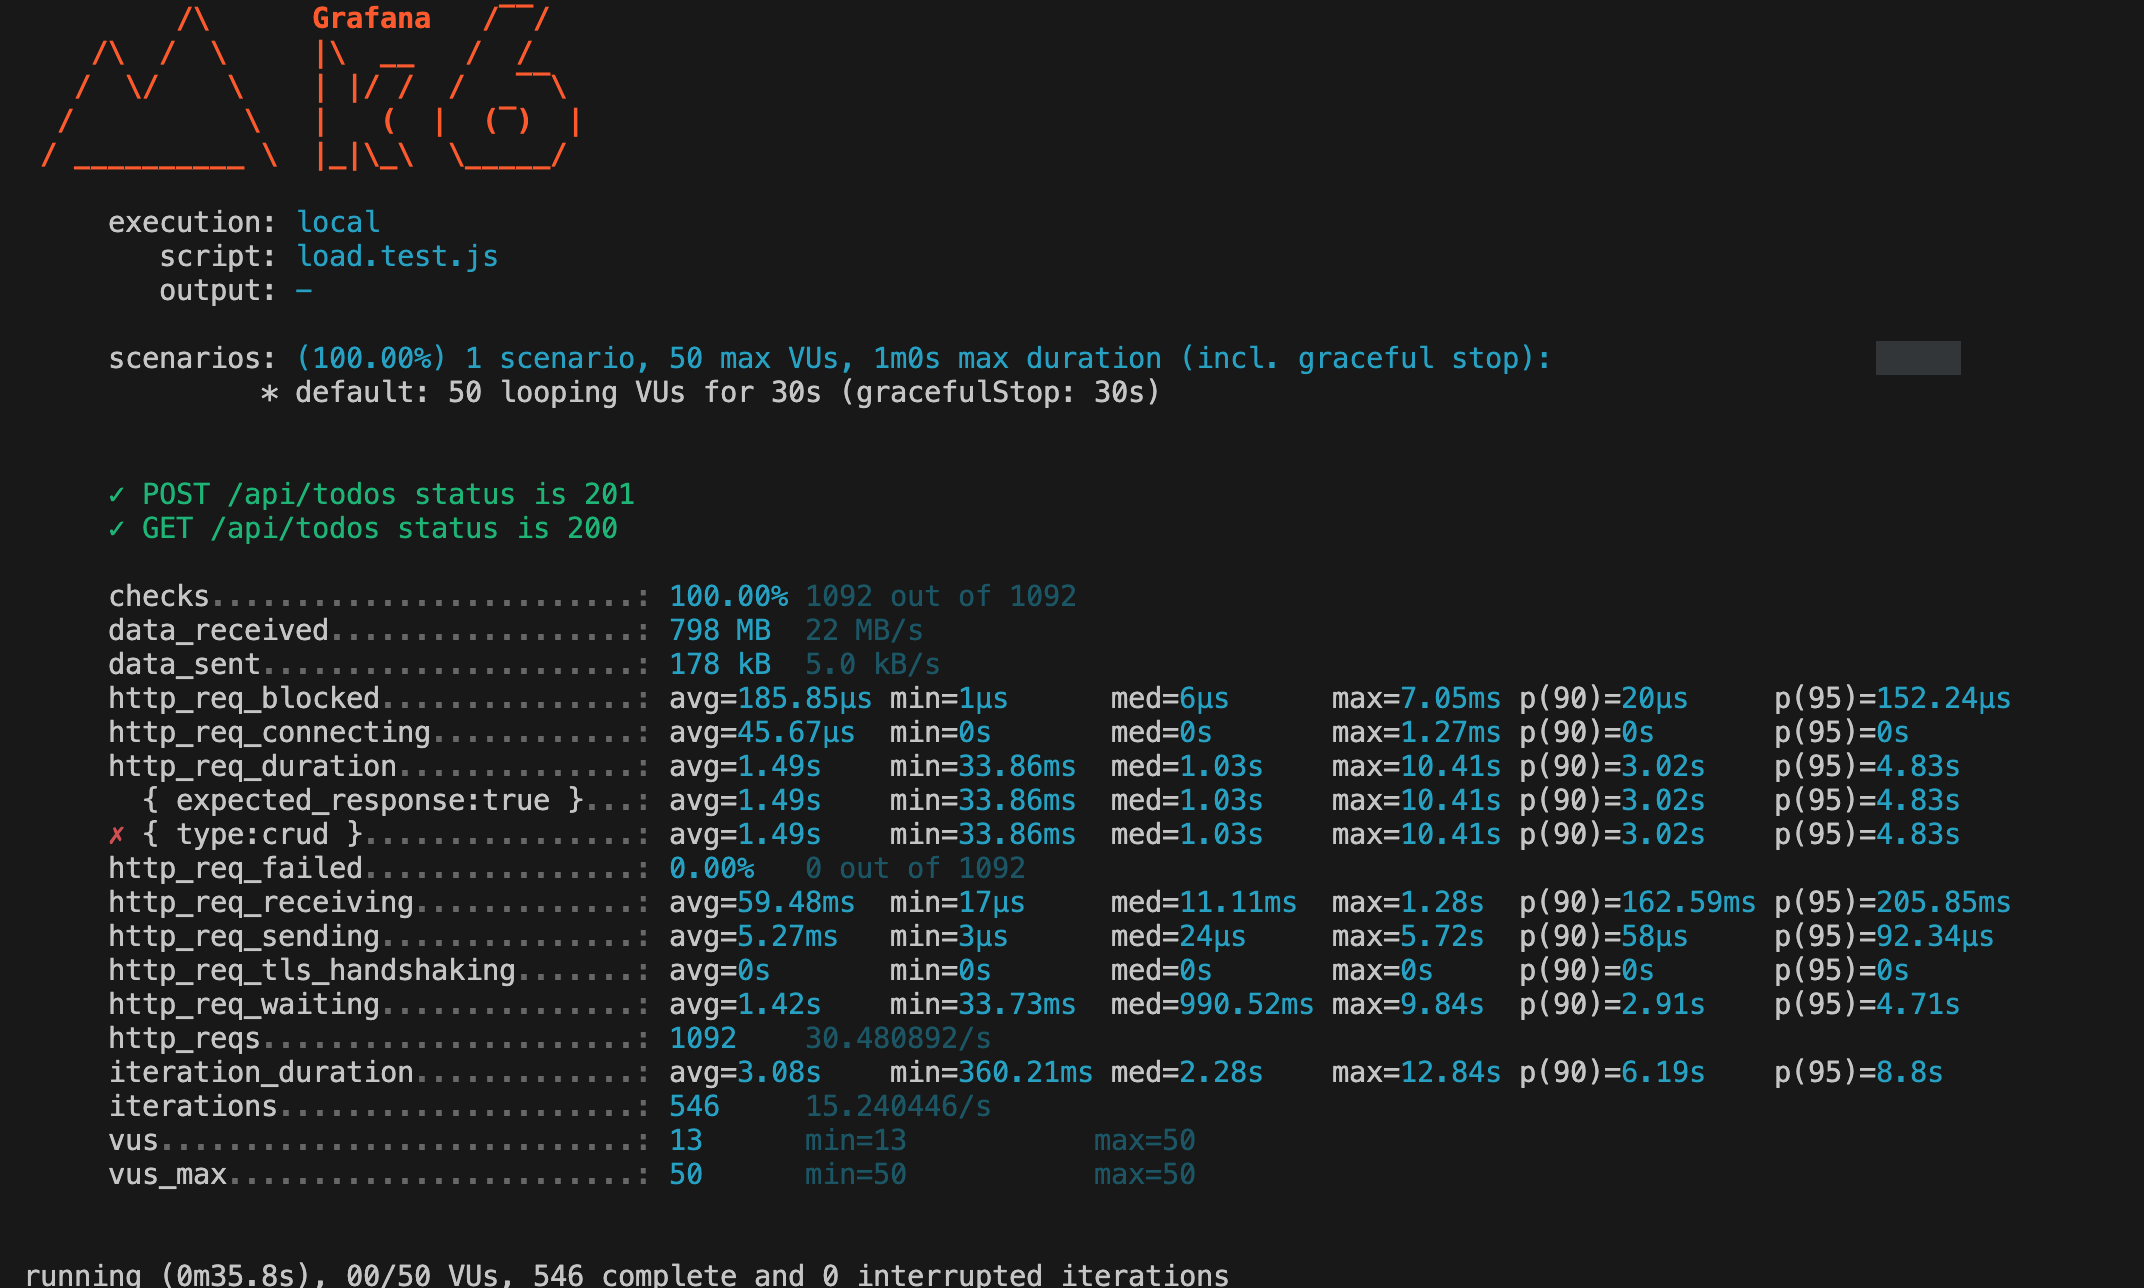 Grafana
execution: local
script: load.test.js
output: -
scenarios: (100.00%) 1 scenario, 50 max VUs, 1m0s max duration (incl. graceful stop):
* default: 50 looping VUs for 30s (gracefulStop: 30s)
✓ POST /api/todos status is 201
✓ GET /api/todos status is 200
checks.........................: 100.00% 1092 out of 1092
data_received..................: 798 MB 22 MB/s
data_sent......................: 178 kB 5.0 kB/s
http_req_blocked...............: avg=185.85µs min=1µs med=6µs max=7.05ms p(90)=20µs p(95)=152.24µs
http_req_connecting............: avg=45.67µs min=0s med=0s max=1.27ms p(90)=0s p(95)=0s
http_req_duration..............: avg=1.49s min=33.86ms med=1.03s max=10.41s p(90)=3.02s p(95)=4.83s
{ expected_response:true }...: avg=1.49s min=33.86ms med=1.03s max=10.41s p(90)=3.02s p(95)=4.83s
✗ { type:crud }................: avg=1.49s min=33.86ms med=1.03s max=10.41s p(90)=3.02s p(95)=4.83s
http_req_failed................: 0.00% 0 out of 1092
http_req_receiving.............: avg=59.48ms min=17µs med=11.11ms max=1.28s p(90)=162.59ms p(95)=205.85ms
http_req_sending...............: avg=5.27ms min=3µs med=24µs max=5.72s p(90)=58µs p(95)=92.34µs
http_req_tls_handshaking.......: avg=0s min=0s med=0s max=0s p(90)=0s p(95)=0s
http_req_waiting...............: avg=1.42s min=33.73ms med=990.52ms max=9.84s p(90)=2.91s p(95)=4.71s
http_reqs......................: 1092 30.480892/s
iteration_duration.............: avg=3.08s min=360.21ms med=2.28s max=12.84s p(90)=6.19s p(95)=8.8s
iterations.....................: 546 15.240446/s
vus............................: 13 min=13 max=50
vus_max........................: 50 min=50 max=50
running (0m35.8s), 00/50 VUs, 546 complete and 0 interrupted iterations